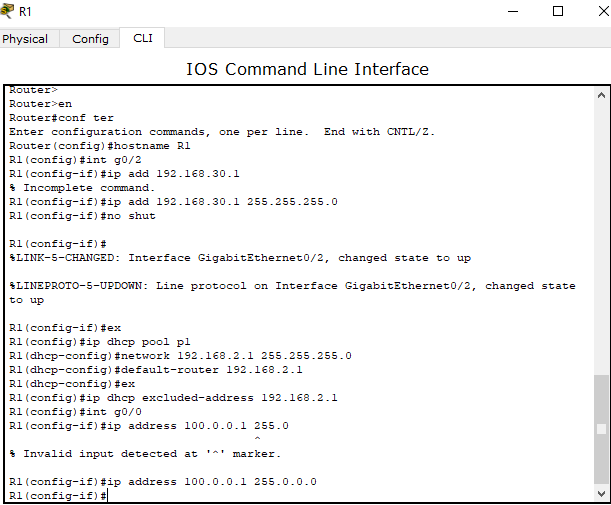 R1
Physical Config CLI
IOS Command Line Interface
Router>
Router>en
Router#conf ter
Enter configuration commands, one per line.  End with CNTL/Z.
Router(config)#hostname R1
R1(config)#int g0/2
R1(config-if)#ip add 192.168.30.1
% Incomplete command.
R1(config-if)#ip add 192.168.30.1 255.255.255.0
R1(config-if)#no shut
R1(config-if)#
%LINK-5-CHANGED: Interface GigabitEthernet0/2, changed state to up
%LINEPROTO-5-UPDOWN: Line protocol on Interface GigabitEthernet0/2, changed state
to up
R1(config-if)#ex
R1(config)#ip dhcp pool p1
R1(dhcp-config)#network 192.168.2.1 255.255.255.0
R1(dhcp-config)#default-router 192.168.2.1
R1(dhcp-config)#ex
R1(config)#ip dhcp excluded-address 192.168.2.1
R1(config)#int g0/0
R1(config-if)#ip address 100.0.0.1 255.0
^
% Invalid input detected at '^' marker.
R1(config-if)#ip address 100.0.0.1 255.0.0.0
R1(config-if)#